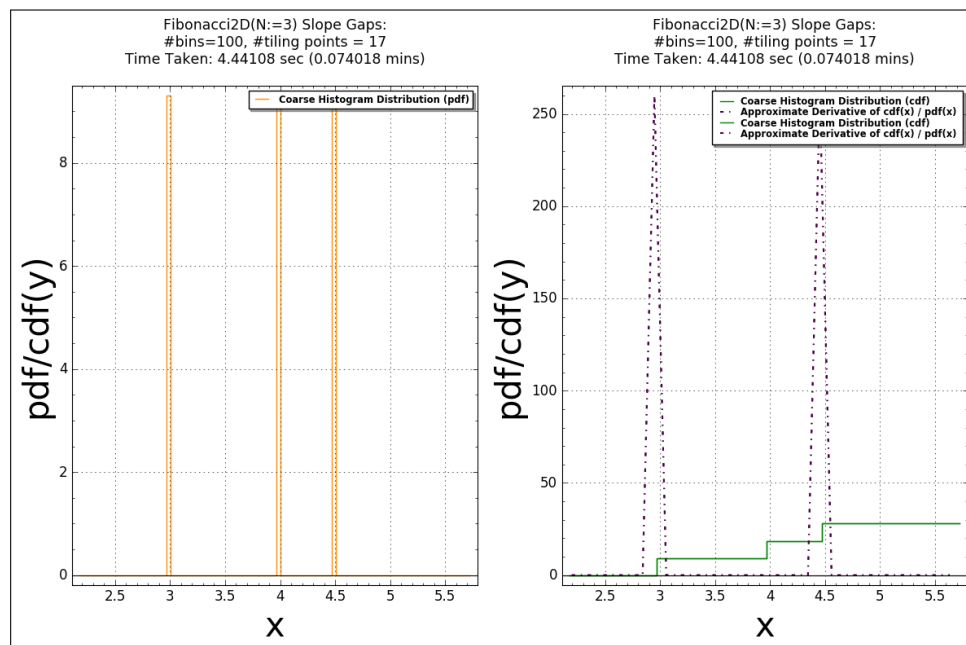 Fibonacci2D(N:=3) Slope Gaps:
#bins=100, #tiling points = 17
Time Taken: 4.44108 sec (0.074018 mins)
Coarse Histogram Distribution (pdf)
8
6
4
2
0
pdf/cdf(y)
2.5 3 3.5 4 4.5 5 5.5
x
Fibonacci2D(N:=3) Slope Gaps:
#bins=100, #tiling points = 17
Time Taken: 4.44108 sec (0.074018 mins)
Coarse Histogram Distribution (cdf)
Approximate Derivative of cdf(x) / pdf(x)
Coarse Histogram Distribution (cdf)
Approximate Derivative of cdf(x) / pdf(x)
250
200
150
100
50
0
pdf/cdf(y)
2.5 3 3.5 4 4.5 5 5.5
x